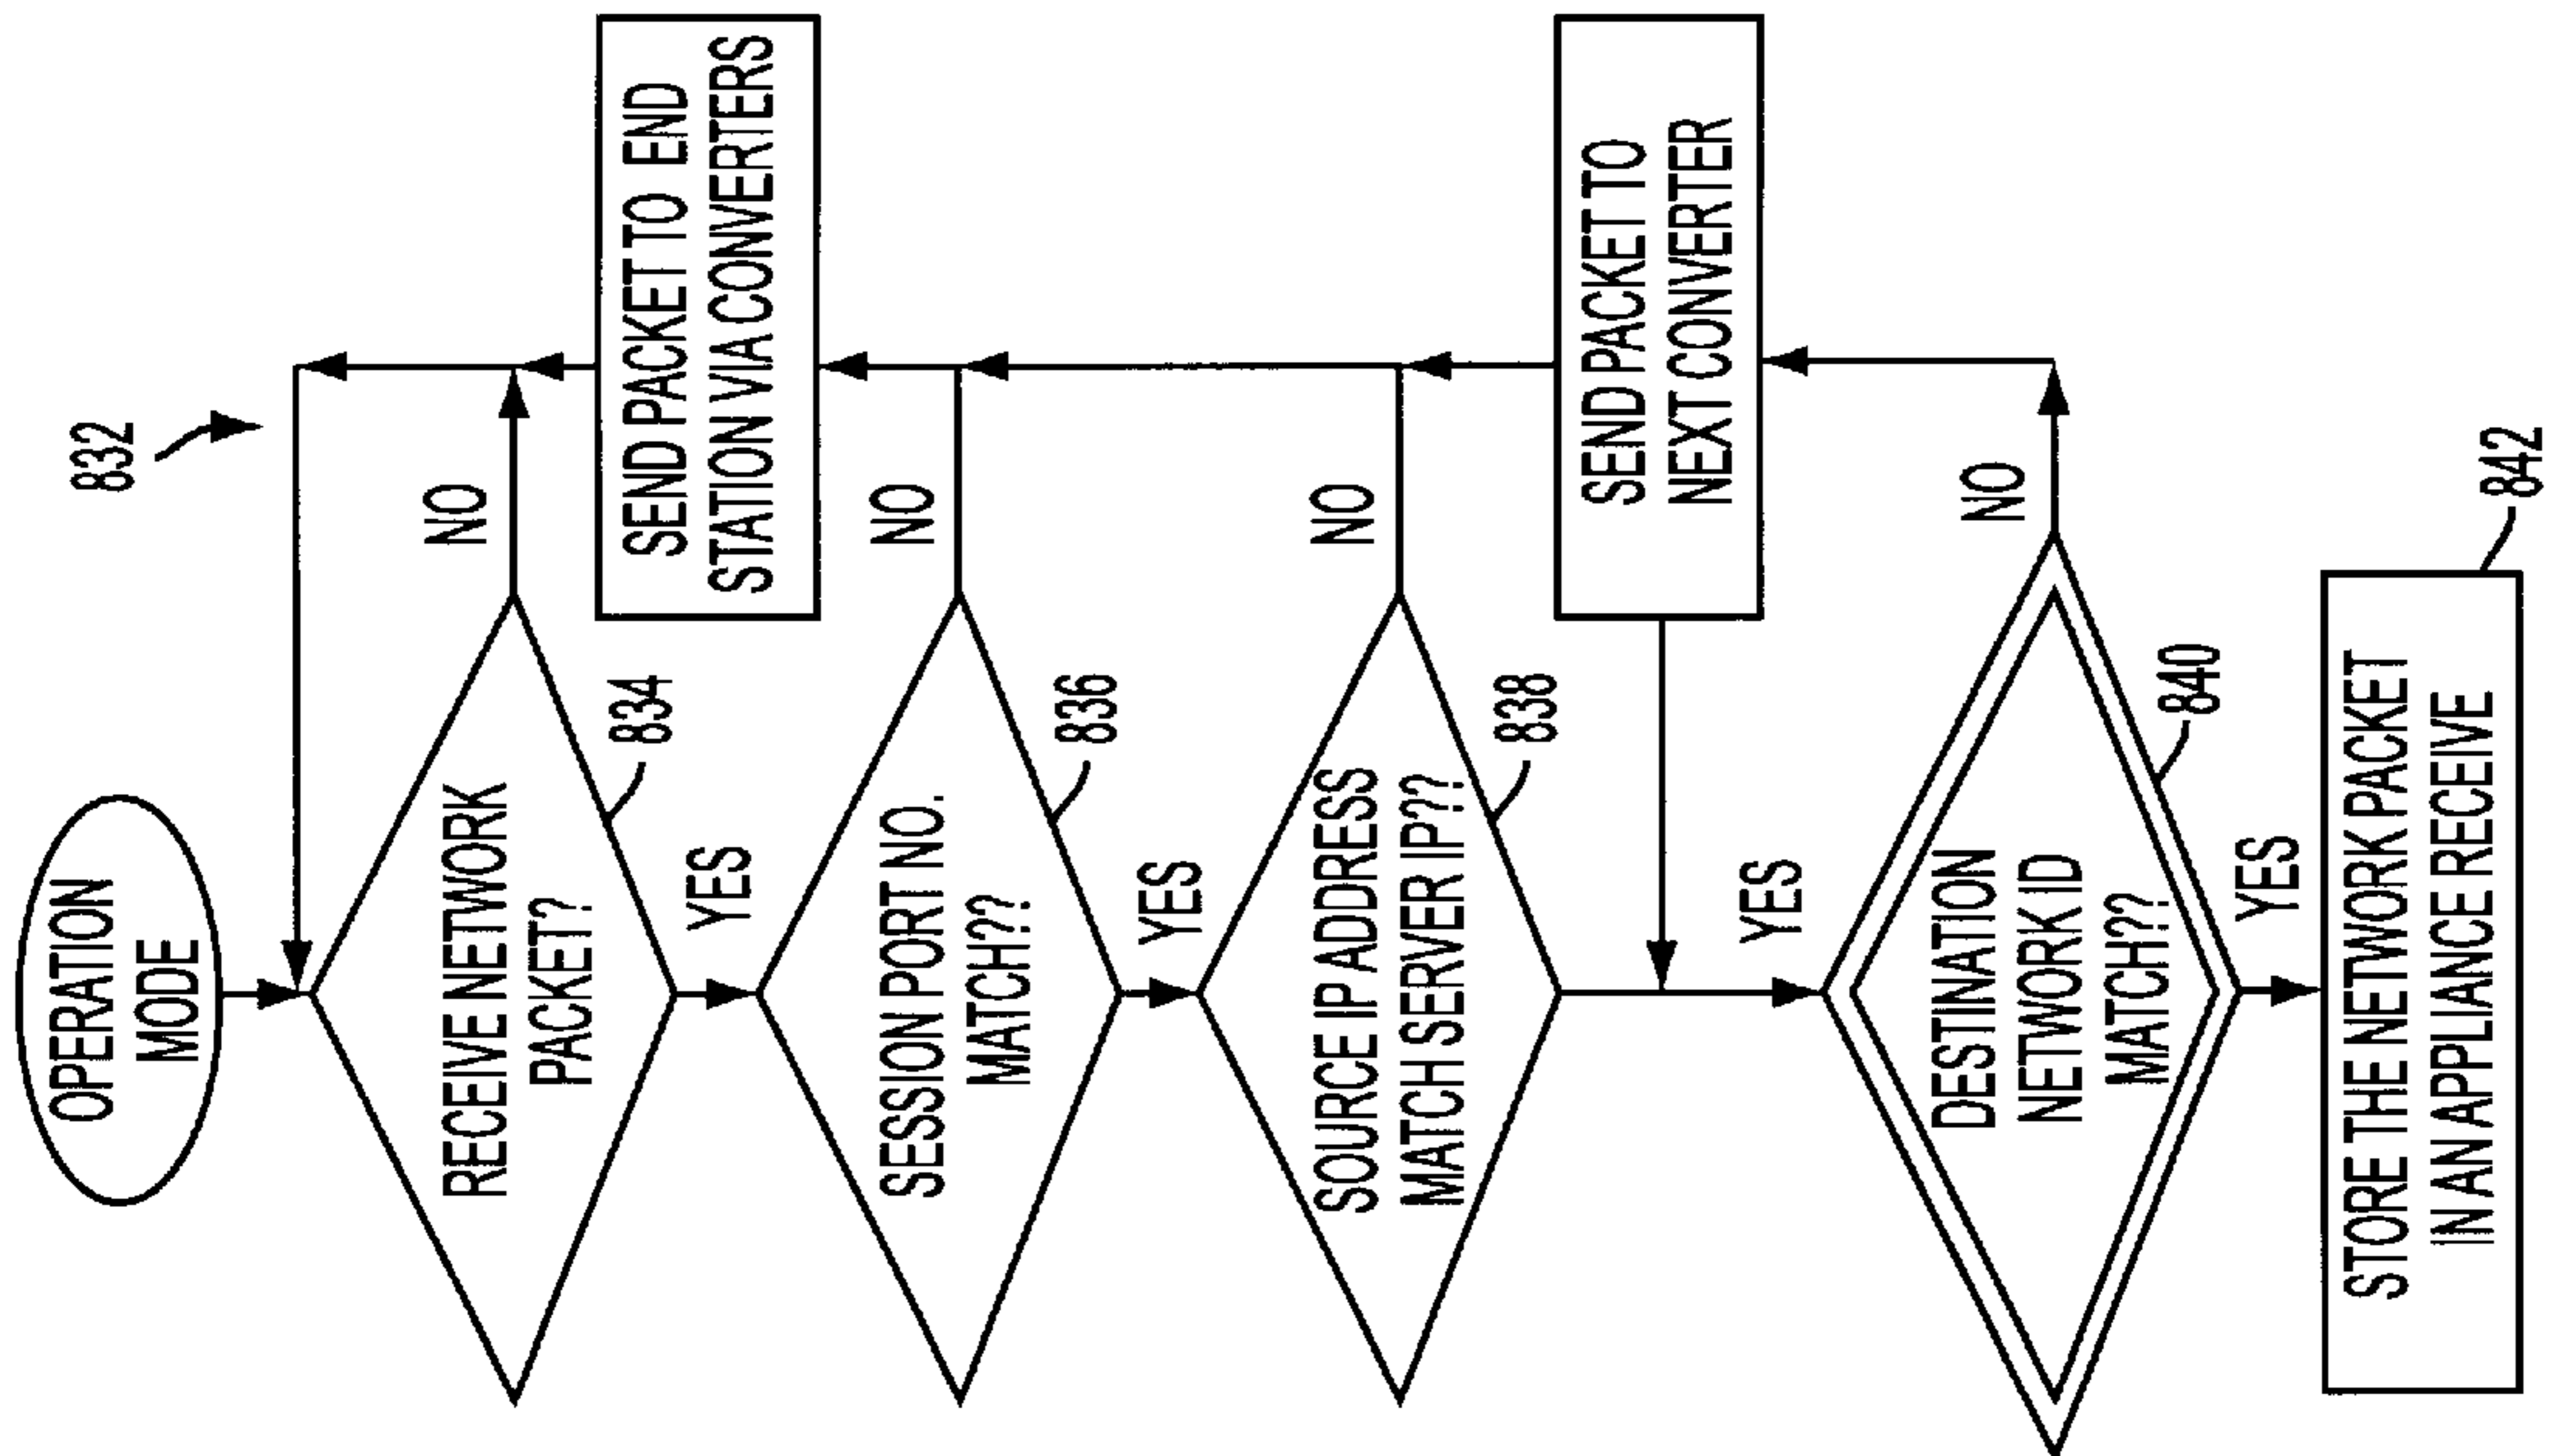 832
OPERATION
MODE
RECEIVE NETWORK
PACKET?
834
NO
YES
SEND PACKET TO END
STATION VIA CONVERTERS
SESSION PORT NO.
MATCH??
836
NO
YES
SOURCE IP ADDRESS
MATCH SERVER IP??
838
NO
SEND PACKET TO
NEXT CONVERTER
YES
DESTINATION
NETWORK ID
MATCH??
840
NO
YES
STORE THE NETWORK PACKET
IN AN APPLIANCE RECEIVE
842